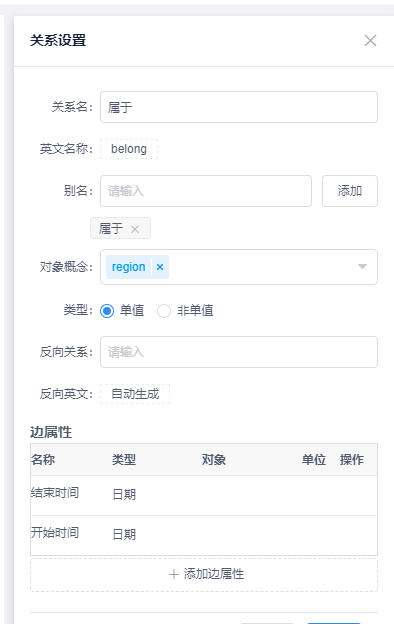 关系设置
关系名： 属于
英文名称： belong
别名： 请输入 添加
属于
对象概念： region
类型： 单值 非单值
反向关系： 请输入
反向英文： 自动生成
边属性
名称 类型 对象 单位 操作
结束时间 日期
开始时间 日期
+ 添加边属性